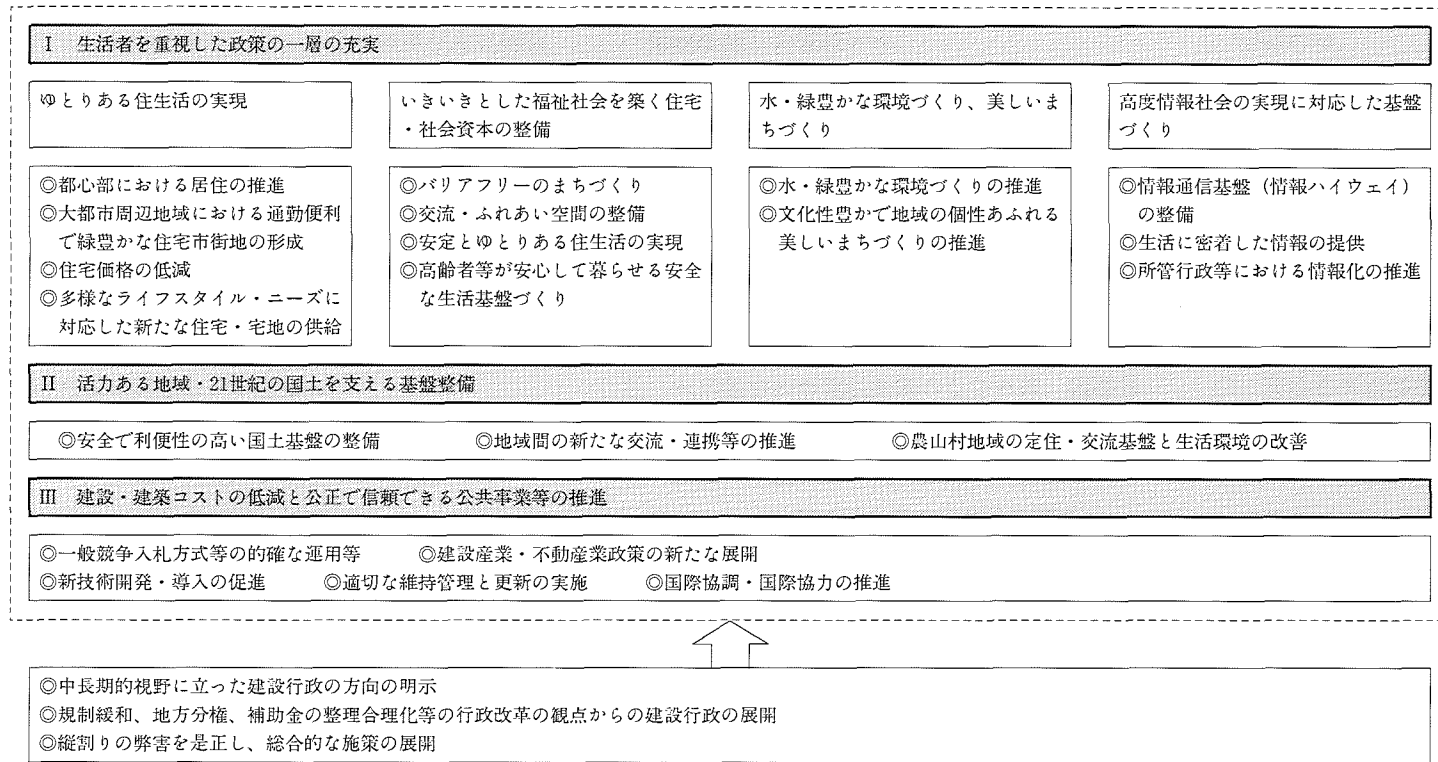 Ⅰ 生活者を重視した政策の一層の充実
ゆとりある住生活の実現
いきいきとした福祉社会を築く住宅
・社会資本の整備
水・緑豊かな環境づくり、美しいま
ちづくり
高度情報社会の実現に対応した基盤
づくり
◎都心部における居住の推進
◎大都市周辺地域における通勤便利
で緑豊かな住宅市街地の形成
◎住宅価格の低減
◎多様なライフスタイル・ニーズに
対応した新たな住宅・宅地の供給
◎バリアフリーのまちづくり
◎交流・ふれあい空間の整備
◎安定とゆとりある住生活の実現
◎高齢者等が安心して暮らせる安全
な生活基盤づくり
◎水・緑豊かな環境づくりの推進
◎文化性豊かで地域の個性あふれる
美しいまちづくりの推進
◎情報通信基盤（情報ハイウェイ）
の整備
◎生活に密着した情報の提供
◎所管行政等における情報化の推進
Ⅱ 活力ある地域・21世紀の国土を支える基盤整備
◎安全で利便性の高い国土基盤の整備 ◎地域間の新たな交流・連携等の推進 ◎農山村地域の定住・交流基盤と生活環境の改善
Ⅲ 建設・建築コストの低減と公正で信頼できる公共事業等の推進
◎一般競争入札方式等の的確な運用等 ◎建設産業・不動産業政策の新たな展開
◎新技術開発・導入の促進 ◎適切な維持管理と更新の実施 ◎国際協調・国際協力の推進
◎中長期的視野に立った建設行政の方向の明示
◎規制緩和、地方分権、補助金の整理合理化等の行政改革の観点からの建設行政の展開
◎縦割りの弊害を是正し、総合的な施策の展開